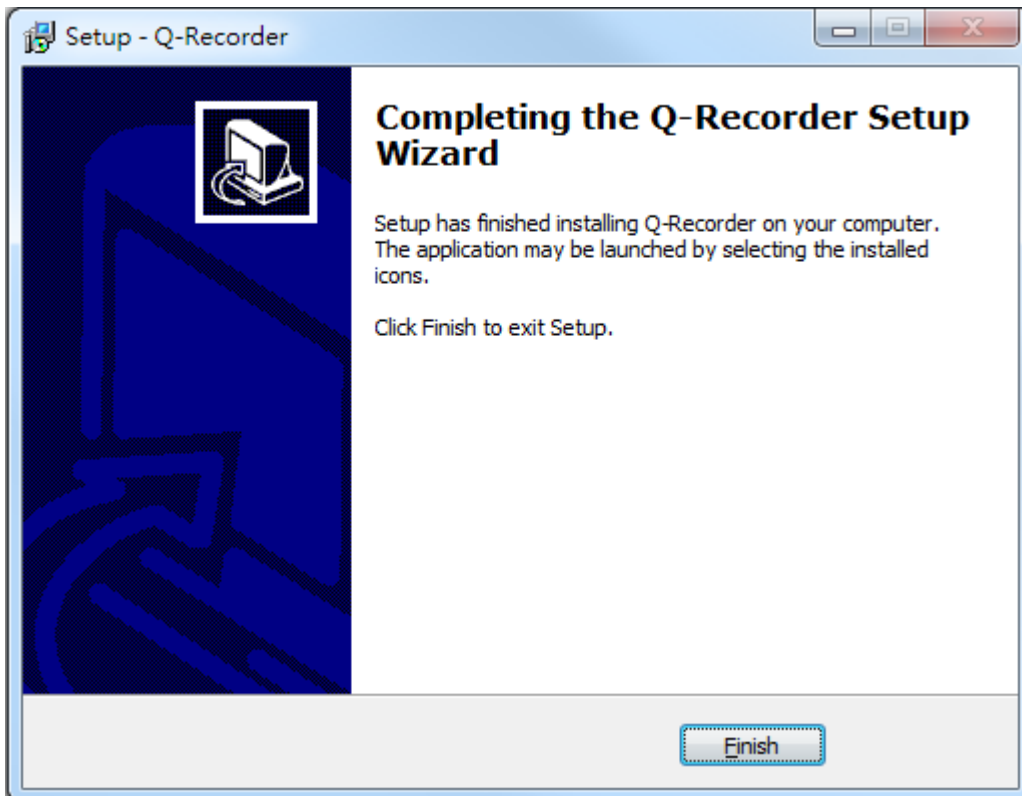 Setup - Q-Recorder
Completing the Q-Recorder Setup
Wizard
Setup has finished installing Q-Recorder on your computer.
The application may be launched by selecting the installed
icons.
Click Finish to exit Setup.
Finish